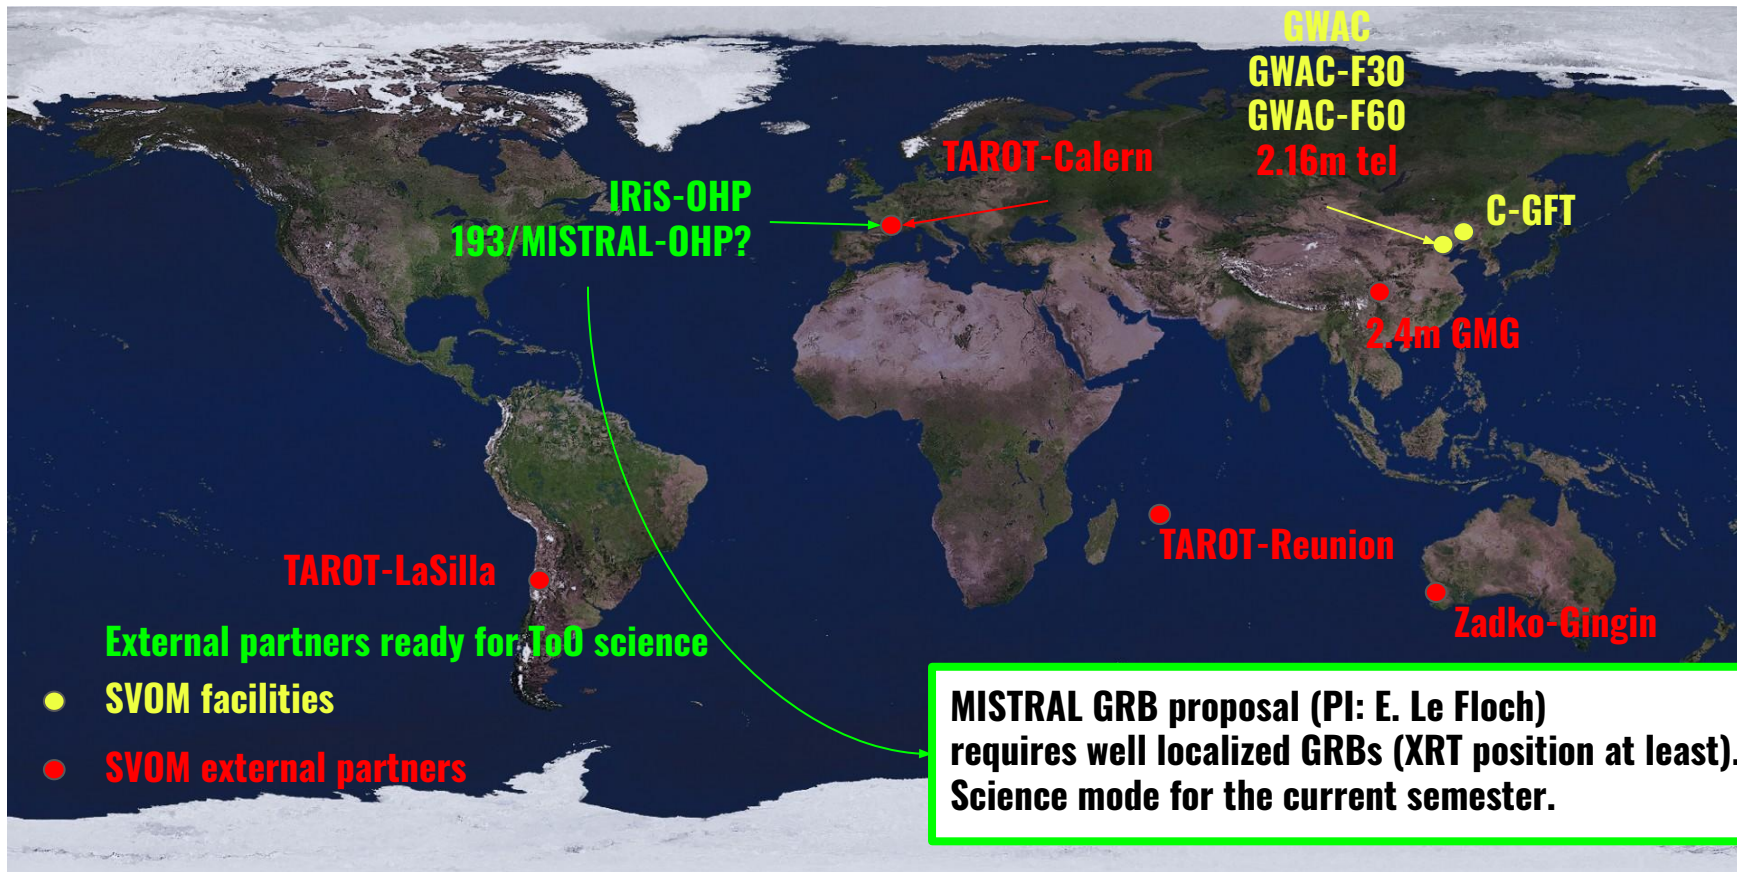 GWAC
GWAC-F30
GWAC-F60
2.16m tel
TAROT-Calern
IRiS-OHP
193/MISTRAL-OHP?
C-GFT
2.4m GMG
TAROT-Reunion
TAROT-LaSilla
Zadko-Gingin
External partners ready for ToO science
SVOM facilities
SVOM external partners
MISTRAL GRB proposal (PI: E. Le Floch)
requires well localized GRBs (XRT position at least).
Science mode for the current semester.